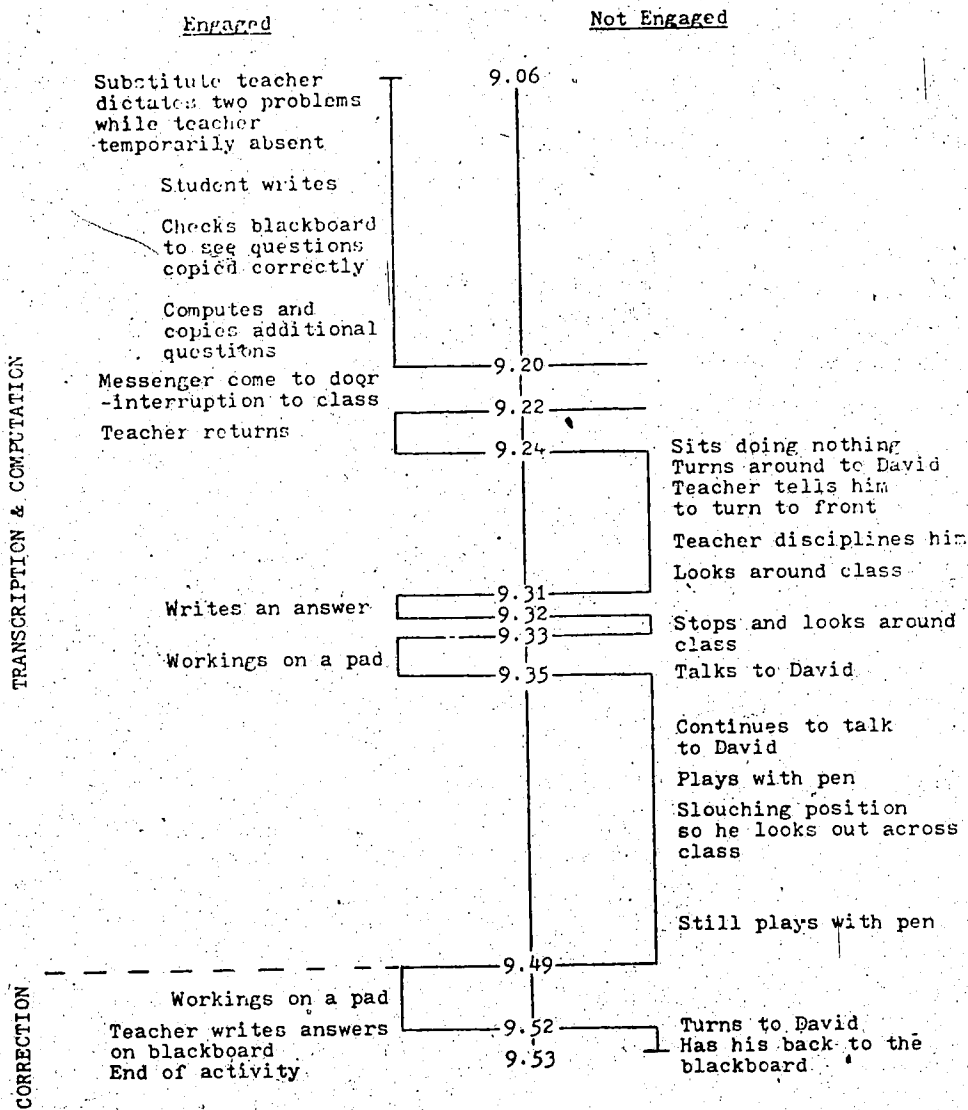 Engaged
Not Engaged
Substitute teacher
dictates two problems
while teacher
temporarily absent
9.06
Student writes
Checks blackboard
to see questions
copied correctly
Computes and
copies additional
questions
9.20
Messenger come to door
-interruption to class
9.22
Teacher returns
9.24
Sits doing nothing
Turns around to David
Teacher tells him
to turn to front
Teacher disciplines him
Looks around class
9.31
Writes an answer
9.32
9.33
Stops and looks around
class
Workings on a pad
9.35
Talks to David
Continues to talk
to David
Plays with pen
Slouching position
so he looks out across
class
Still plays with pen
9.49
Workings on a pad
Teacher writes answers
on blackboard
End of activity
9.52
9.53
Turns to David
Has his back to the
blackboard
TRANSCRIPTION & COMPUTATION
CORRECTION